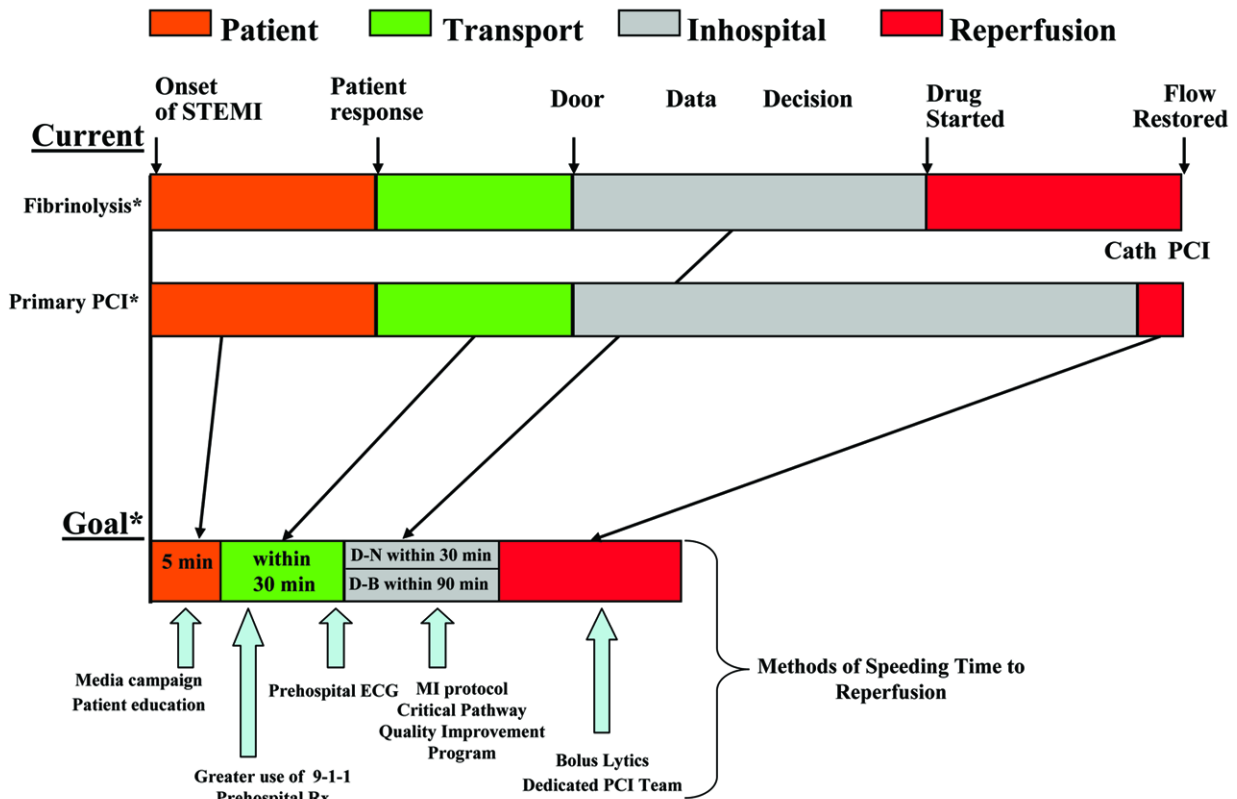 Patient
Transport
Inhospital
Reperfusion
Onset
of STEMI
Patient
response
Door
Data
Decision
Drug
Started
Flow
Restored
Current
Fibrinolysis*
Cath PCI
Primary PCI*
Goal*
5 min
within
30 min
D-N within 30 min
D-B within 90 min
Media campaign
Patient education
Prehospital ECG
MI protocol
Critical Pathway
Quality Improvement
Program
Greater use of 9-1-1
Prehospital Rx
Bolus Lytics
Dedicated PCI Team
Methods of Speeding Time to
Reperfusion